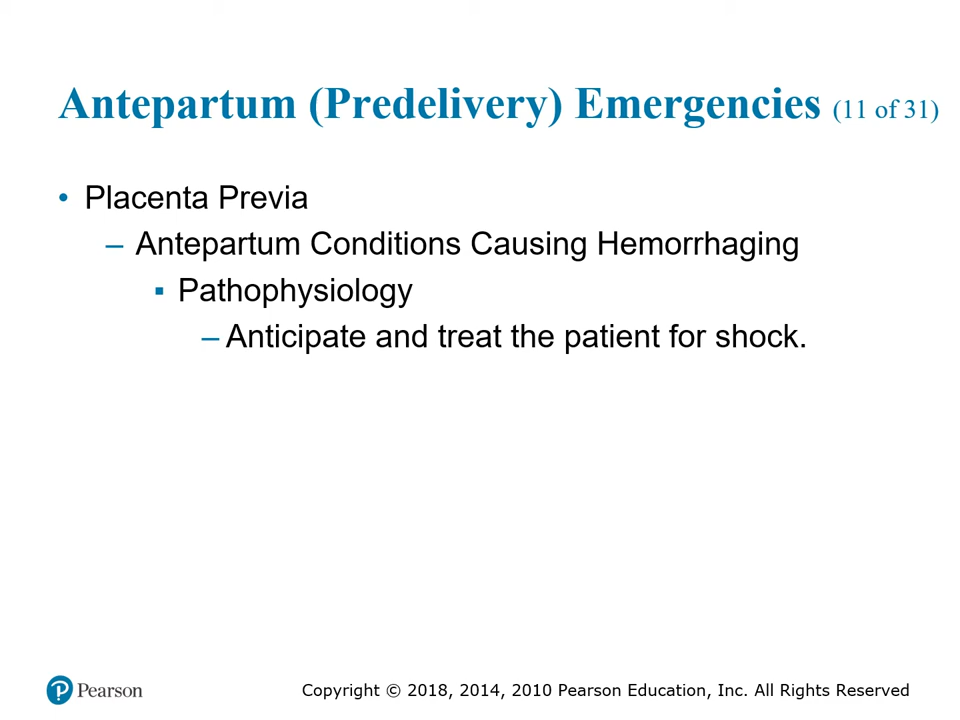 Antepartum (Predelivery) Emergencies (11 of 31)
• Placenta Previa
– Antepartum Conditions Causing Hemorrhaging
▪ Pathophysiology
– Anticipate and treat the patient for shock.
Pearson
Copyright © 2018, 2014, 2010 Pearson Education, Inc. All Rights Reserved